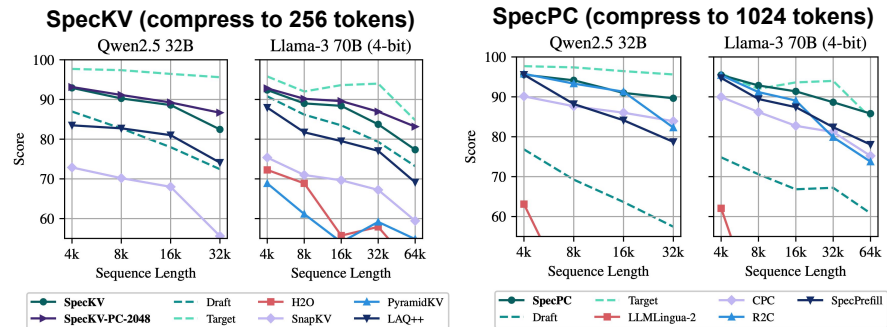 SpecKV (compress to 256 tokens)
Qwen2.5 32B
Llama-3 70B (4-bit)
100
90
80
70
60
Score
4k 8k 16k 32k
Sequence Length
4k 8k 16k 32k 64k
Sequence Length
SpecKV
SpecKV-PC-2048
Draft
Target
H2O
SnapKV
PyramidKV
LAQ++
SpecPC (compress to 1024 tokens)
Qwen2.5 32B
Llama-3 70B (4-bit)
100
90
80
70
60
Score
4k 8k 16k 32k
Sequence Length
4k 8k 16k 32k 64k
Sequence Length
SpecPC
Draft
Target
LLMLingua-2
CPC
R2C
SpecPrefill